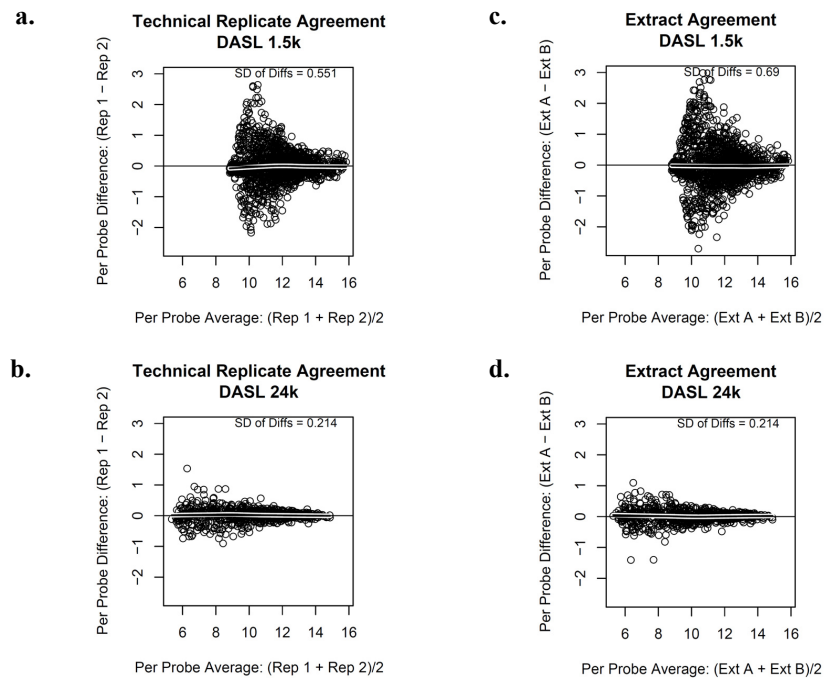 a.
Technical Replicate Agreement
DASL 1.5k
SD of Diffs = 0.551
Per Probe Difference: (Rep 1 − Rep 2)
3
2
1
0
−1
−2
6 8 10 12 14 16
Per Probe Average: (Rep 1 + Rep 2)/2
c.
Extract Agreement
DASL 1.5k
SD of Diffs = 0.69
Per Probe Difference: (Ext A − Ext B)
3
2
1
0
−1
−2
6 8 10 12 14 16
Per Probe Average: (Ext A + Ext B)/2
b.
Technical Replicate Agreement
DASL 24k
SD of Diffs = 0.214
Per Probe Difference: (Rep 1 − Rep 2)
3
2
1
0
−1
−2
6 8 10 12 14 16
Per Probe Average: (Rep 1 + Rep 2)/2
d.
Extract Agreement
DASL 24k
SD of Diffs = 0.214
Per Probe Difference: (Ext A − Ext B)
3
2
1
0
−1
−2
6 8 10 12 14 16
Per Probe Average: (Ext A + Ext B)/2